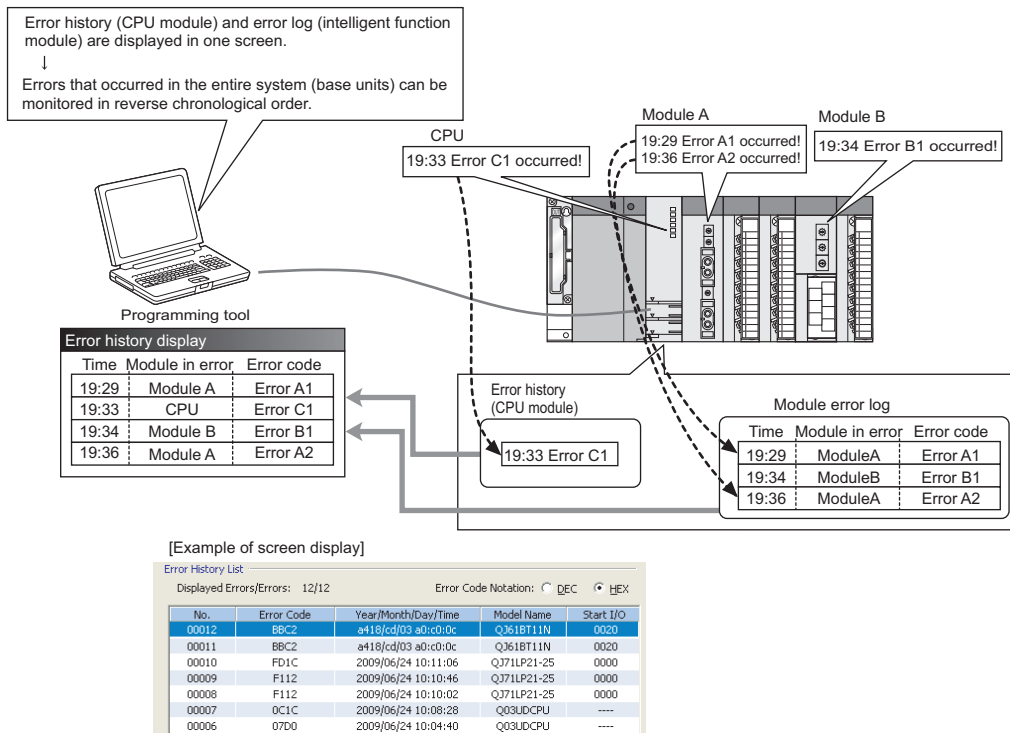 Error history (CPU module) and error log (intelligent function
module) are displayed in one screen.
↓
Errors that occurred in the entire system (base units) can be
monitored in reverse chronological order.
CPU
19:33 Error C1 occurred!
Module A
19:29 Error A1 occurred!
19:36 Error A2 occurred!
Module B
19:34 Error B1 occurred!
Programming tool
Error history display
Time Module in error Error code
19:29 Module A Error A1
19:33 CPU Error C1
19:34 Module B Error B1
19:36 Module A Error A2
Error history
(CPU module)
19:33 Error C1
Module error log
Time Module in error Error code
19:29 ModuleA Error A1
19:34 ModuleB Error B1
19:36 ModuleA Error A2
[Example of screen display]
Error History List
Displayed Errors/Errors: 12/12 Error Code Notation: DEC HEX
No. Error Code Year/Month/Day/Time Model Name Start I/O
00012 BBC2 a418/cd/03 a0:c0:0c QJ61BT11N 0020
00011 BBC2 a418/cd/03 a0:c0:0c QJ61BT11N 0020
00010 FD1C 2009/06/24 10:11:06 QJ71LP21-25 0000
00009 F112 2009/06/24 10:10:46 QJ71LP21-25 0000
00008 F112 2009/06/24 10:10:02 QJ71LP21-25 0000
00007 0C1C 2009/06/24 10:08:28 Q03UDCPU ----
00006 07D0 2009/06/24 10:04:40 Q03UDCPU ----